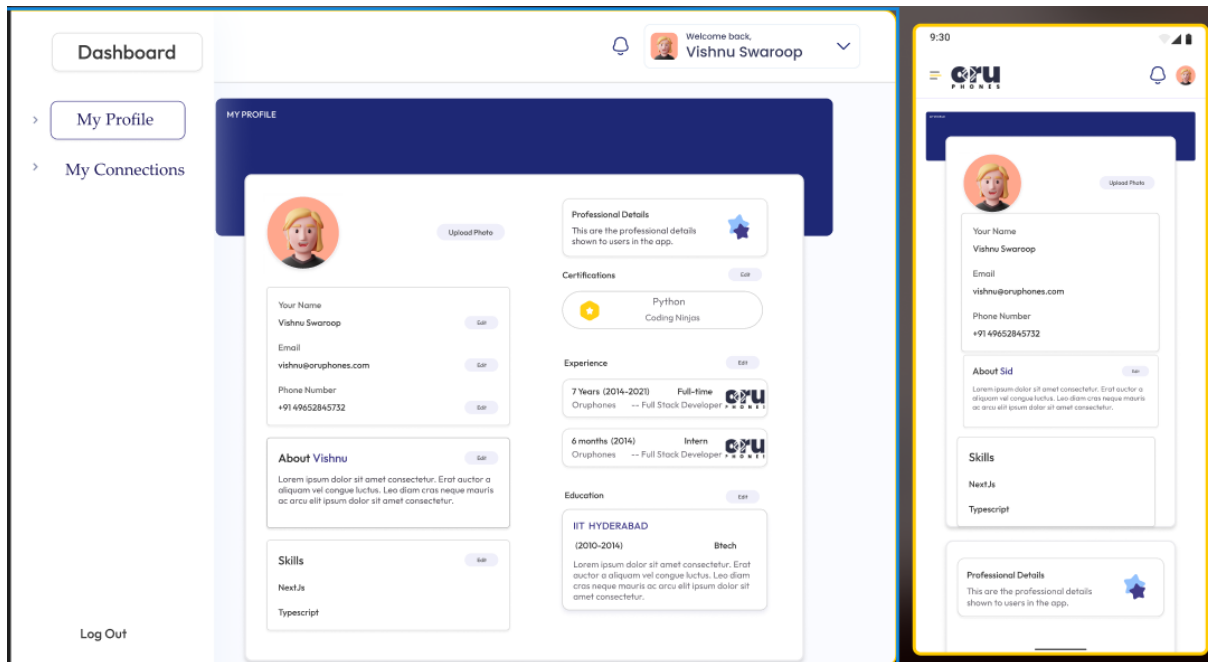 Dashboard
My Profile
My Connections
Log Out
Welcome back,
Vishnu Swaroop
MY PROFILE
Upload Photo
Your Name
Vishnu Swaroop
Edit
Email
vishnu@oruphones.com
Edit
Phone Number
+91 49652845732
Edit
About Vishnu
Edit
Lorem ipsum dolor sit amet consectetur. Erat auctor a
aliquam vel congue luctus. Leo diam cras neque mauris
ac arcu elit ipsum dolor sit amet consectetur.
Skills
Edit
NextJs
Typescript
Professional Details
This are the professional details
shown to users in the app.
Certifications
Edit
Python
Coding Ninjas
Experience
Edit
7 Years (2014-2021) Full-time
Oruphones -- Full Stack Developer
oru
PHONES
6 months (2014) Intern
Oruphones -- Full Stack Developer
oru
PHONES
Education
Edit
IIT HYDERABAD
(2010-2014) Btech
Lorem ipsum dolor sit amet consectetur. Erat
auctor a aliquam vel congue luctus. Leo diam
cras neque mauris ac arcu elit ipsum dolor sit
amet consectetur.
9:30
oru
PHONES
MY PROFILE
Upload Photo
Your Name
Vishnu Swaroop
Email
vishnu@oruphones.com
Phone Number
+91 49652845732
About Sid
Edit
Lorem ipsum dolor sit amet consectetur. Erat auctor a
aliquam vel congue luctus. Leo diam cras neque mauris
ac arcu elit ipsum dolor sit amet consectetur.
Skills
NextJs
Typescript
Professional Details
This are the professional details
shown to users in the app.